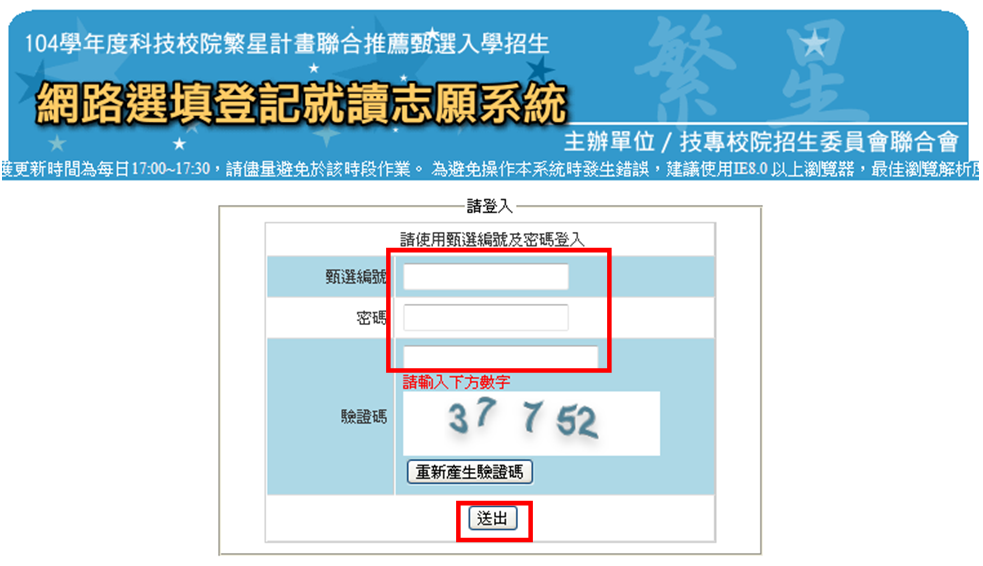 104學年度科技校院繁星計畫聯合推薦甄選入學招生
繁星
網路選填登記就讀志願系統
主辦單位 / 技專校院招生委員會聯合會
更新時間為每日17:00~17:30,請儘量避免於該時段作業。 為避免操作本系統時發生錯誤,建議使用IE8.0 以上瀏覽器,最佳瀏覽解析
請登入
請使用甄選編號及密碼登入
甄選編號
密碼
請輸入下方數字
驗證碼
37 7 52
重新產生驗證碼
送出